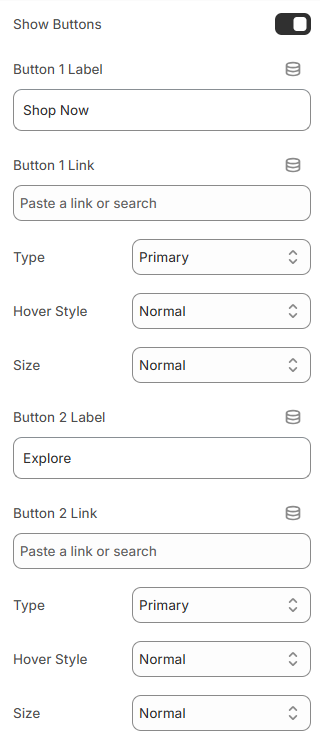 Show Buttons
Button 1 Label
Shop Now
Button 1 Link
Paste a link or search
Type Primary
Hover Style Normal
Size Normal
Button 2 Label
Explore
Button 2 Link
Paste a link or search
Type Primary
Hover Style Normal
Size Normal